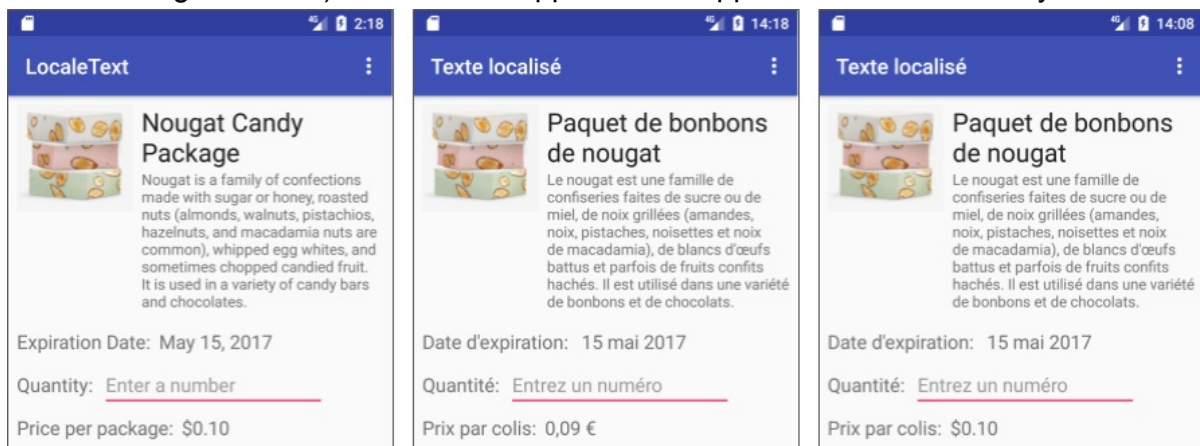 4G 2:18
LocaleText
Nougat Candy
Package
Nougat is a family of confections
made with sugar or honey, roasted
nuts (almonds, walnuts, pistachios,
hazelnuts, and macadamia nuts are
common), whipped egg whites, and
sometimes chopped candied fruit.
It is used in a variety of candy bars
and chocolates.
Expiration Date: May 15, 2017
Quantity: Enter a number
Price per package: $0.10
4G 14:18
Texte localisé
Paquet de bonbons
de nougat
Le nougat est une famille de
confiseries faites de sucre ou de
miel, de noix grillées (amandes,
noix, pistaches, noisettes et noix
de macadamia), de blancs d'œufs
battus et parfois de fruits confits
hachés. Il est utilisé dans une variété
de bonbons et de chocolats.
Date d'expiration: 15 mai 2017
Quantité: Entrez un numéro
Prix par colis: 0,09 €
4G 14:08
Texte localisé
Paquet de bonbons
de nougat
Le nougat est une famille de
confiseries faites de sucre ou de
miel, de noix grillées (amandes,
noix, pistaches, noisettes et noix
de macadamia), de blancs d'œufs
battus et parfois de fruits confits
hachés. Il est utilisé dans une variété
de bonbons et de chocolats.
Date d'expiration: 15 mai 2017
Quantité: Entrez un numéro
Prix par colis: $0.10